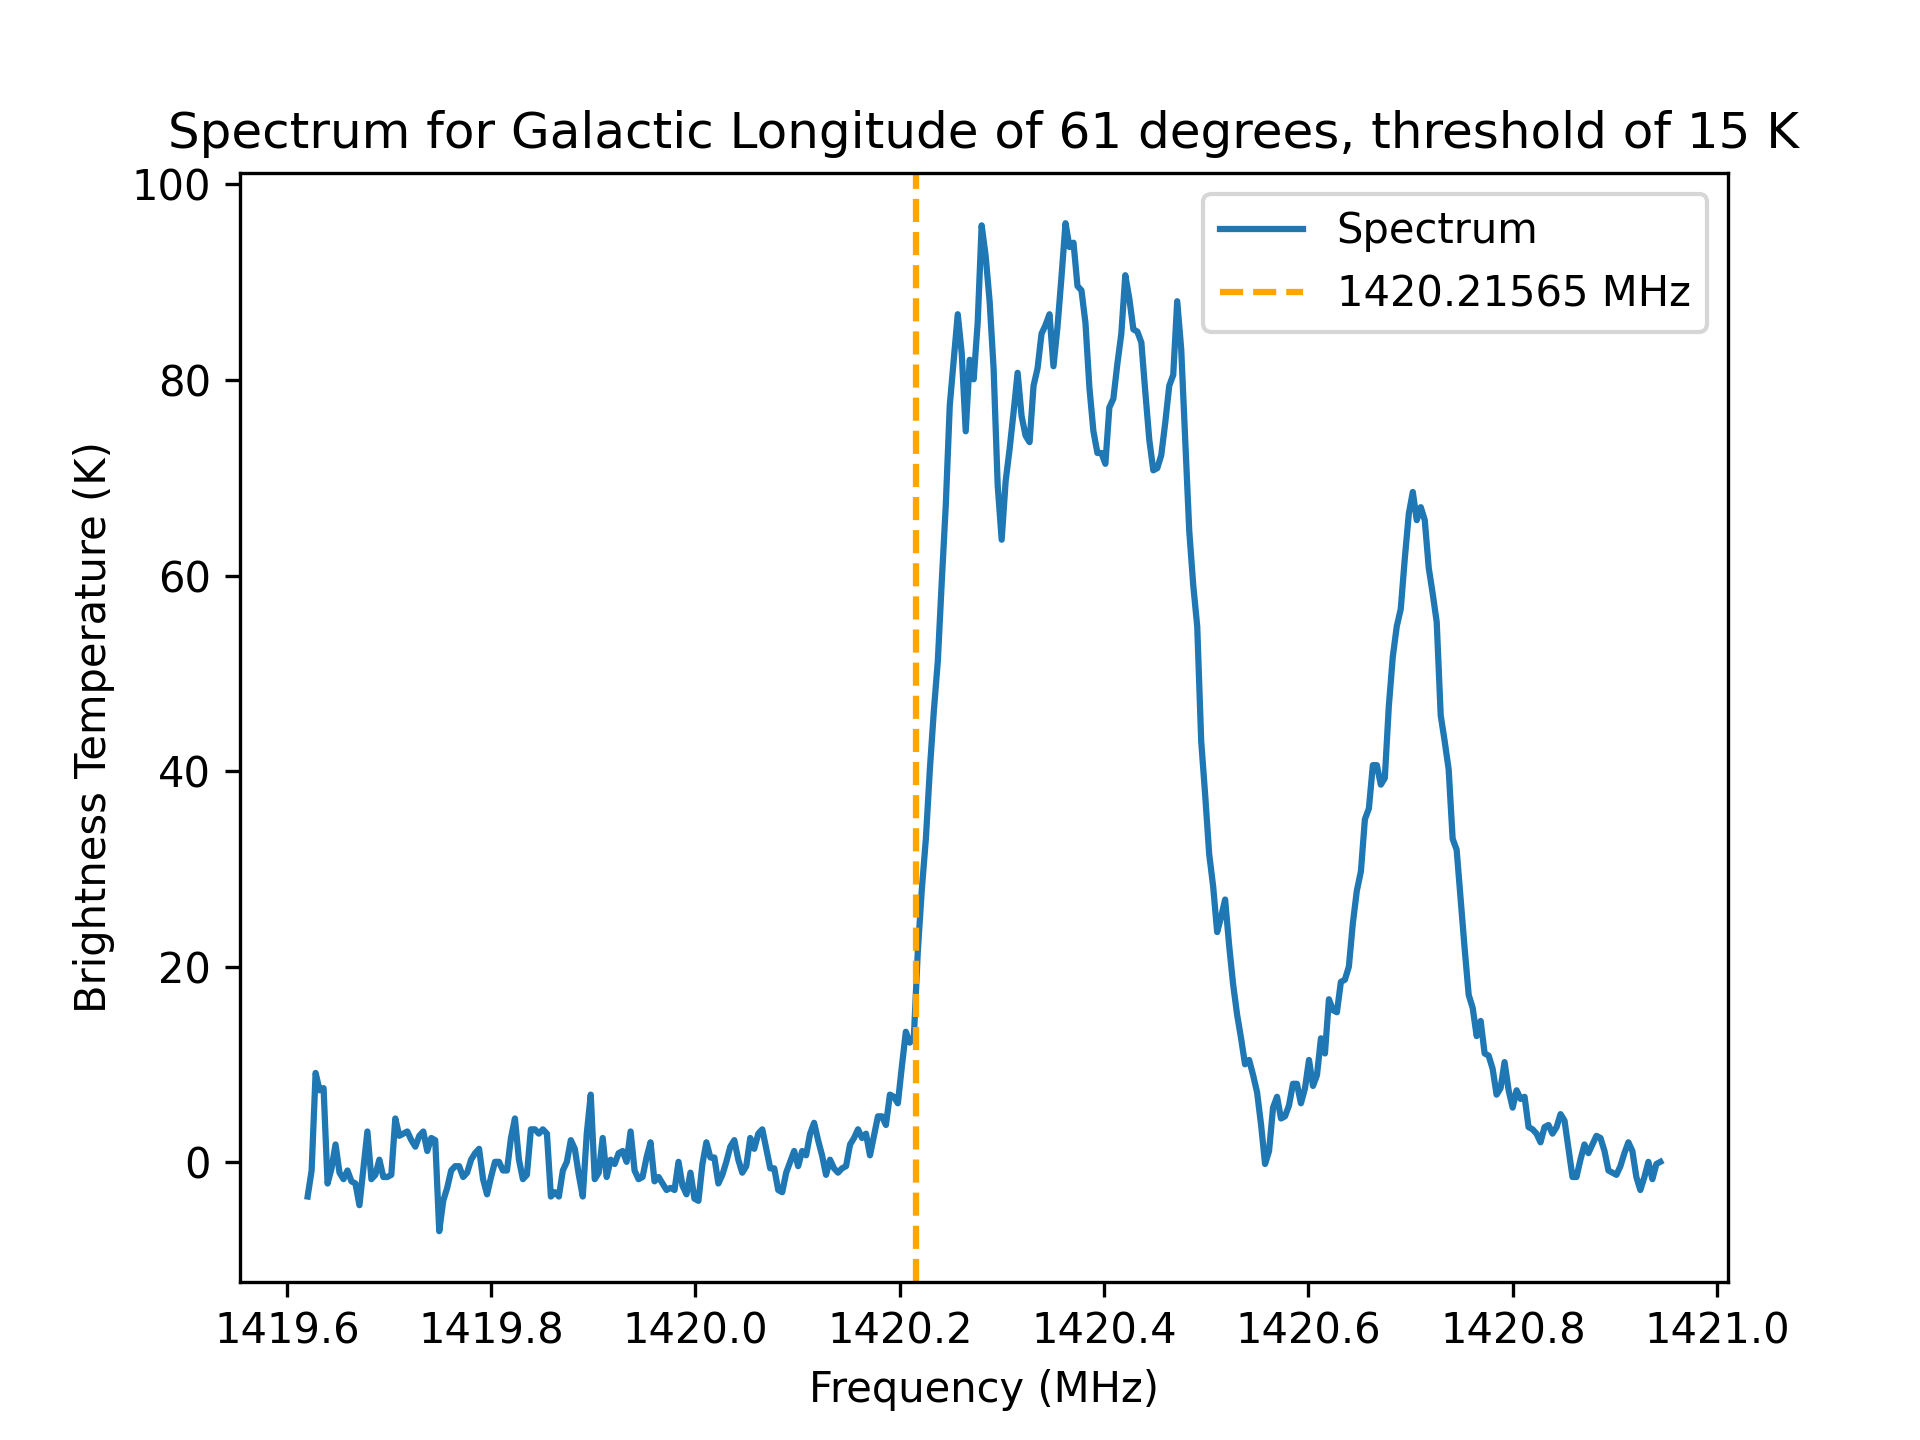 Spectrum for Galactic Longitude of 61 degrees, threshold of 15 K
100
80
60
40
20
0
Brightness Temperature (K)
Spectrum
1420.21565 MHz
1419.6 1419.8 1420.0 1420.2 1420.4 1420.6 1420.8 1421.0
Frequency (MHz)